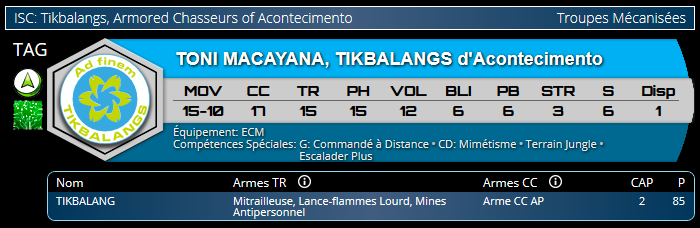 ISC: Tikbalangs, Armored Chasseurs of Acontecimento Troupes Mécanisées
TAG
Ad finem
TIKBALANGS
TONI MACAYANA, TIKBALANGS d'Acontecimento
MOV CC TR PH VOL BLI PB STR S Disp
15-10 17 15 15 12 6 6 3 6 1
Équipement: ECM
Compétences Spéciales: G: Commandé à Distance • CD: Mimétisme • Terrain Jungle •
Escalader Plus
Nom Armes TR i Armes CC i CAP P
TIKBALANG Mitrailleuse, Lance-flammes Lourd, Mines Arme CC AP 2 85
Antipersonnel